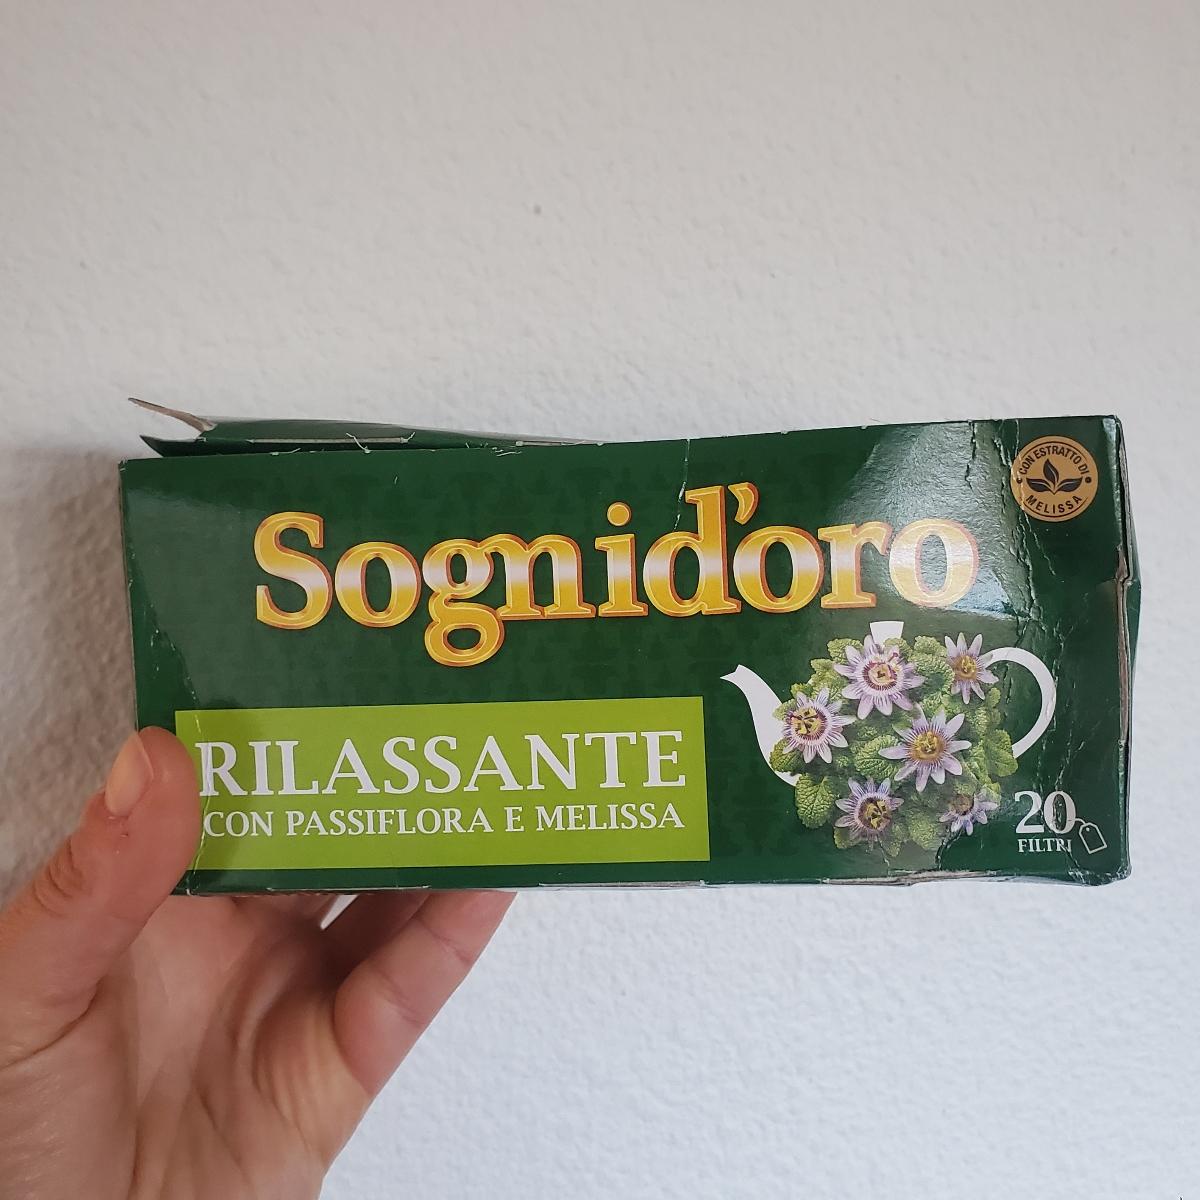 Sognid'oro
CON ESTRATTO DI
MELISSA
RILASSANTE
CON PASSIFLORA E MELISSA
20
FILTRI